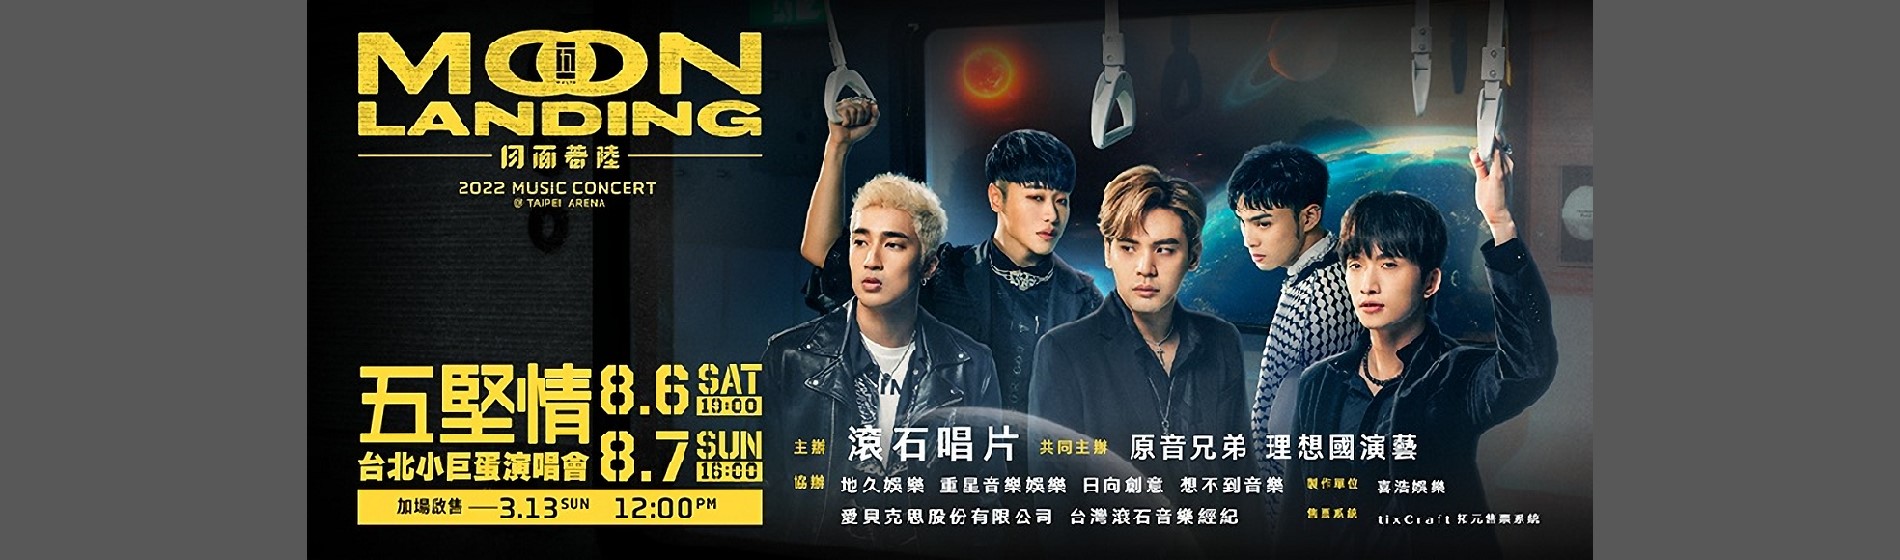 MOON
LANDING
月面着陸
2022 MUSIC CONCERT
@ TAIPEI ARENA
五堅情
台北小巨蛋演唱會
8.6 SAT
19:00
8.7 SUN
16:00
加場啟售—3.13 SUN 12:00 PM
主辦 滾石唱片 共同主辦 原音兄弟 理想國演藝
協辦 地久娛樂 重星音樂娛樂 日向創意 想不到音樂 製作單位 喜浩娛樂
愛貝克思股份有限公司 台灣滾石音樂經紀 售票系統 tixCraft 拓元售票系統